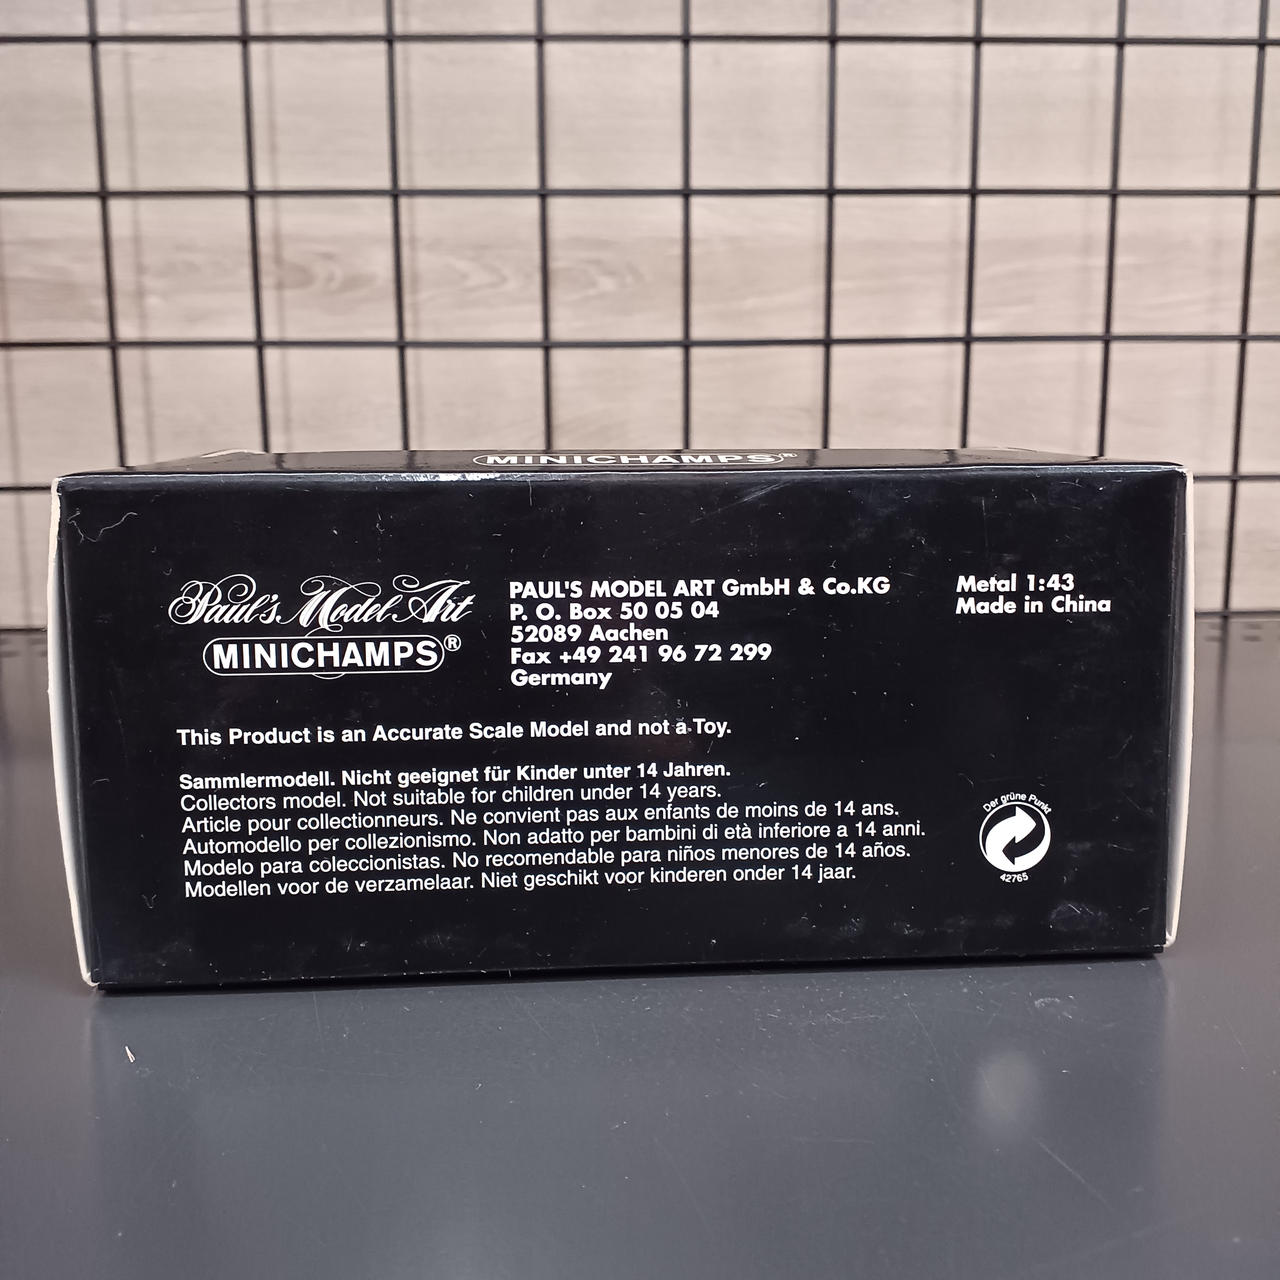 MINICHAMPS®
Paul's Model Art
MINICHAMPS®
PAUL'S MODEL ART GmbH & Co.KG
P. O. Box 50 05 04
52089 Aachen
Fax +49 241 96 72 299
Germany
Metal 1:43
Made in China
This Product is an Accurate Scale Model and not a Toy.
Sammlermodell. Nicht geeignet für Kinder unter 14 Jahren.
Collectors model. Not suitable for children under 14 years.
Article pour collectionneurs. Ne convient pas aux enfants de moins de 14 ans.
Automodello per collezionismo. Non adatto per bambini di età inferiore a 14 anni.
Modelo para coleccionistas. No recomendable para niños menores de 14 años.
Modellen voor de verzamelaar. Niet geschikt voor kinderen onder 14 jaar.
Der grüne Punkt
42765